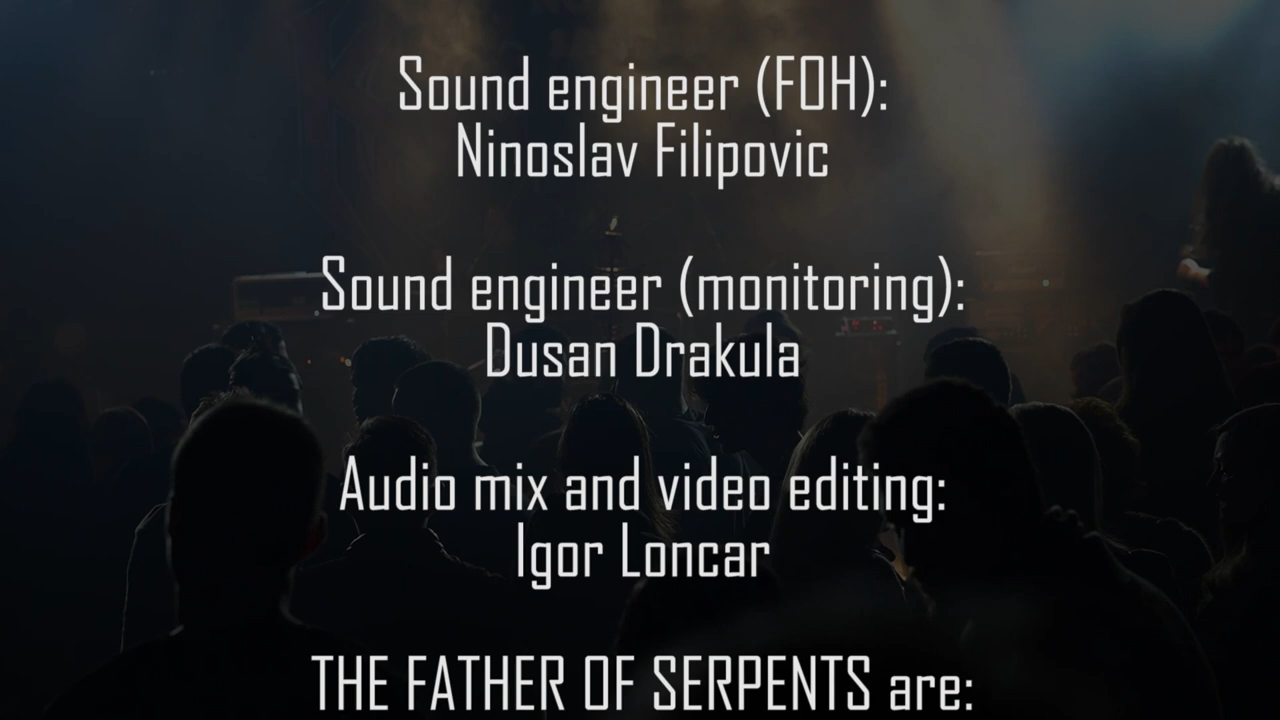 Sound engineer (FOH):
Ninoslav Filipovic
Sound engineer (monitoring):
Dusan Drakula
Audio mix and video editing:
Igor Loncar
THE FATHER OF SERPENTS are: